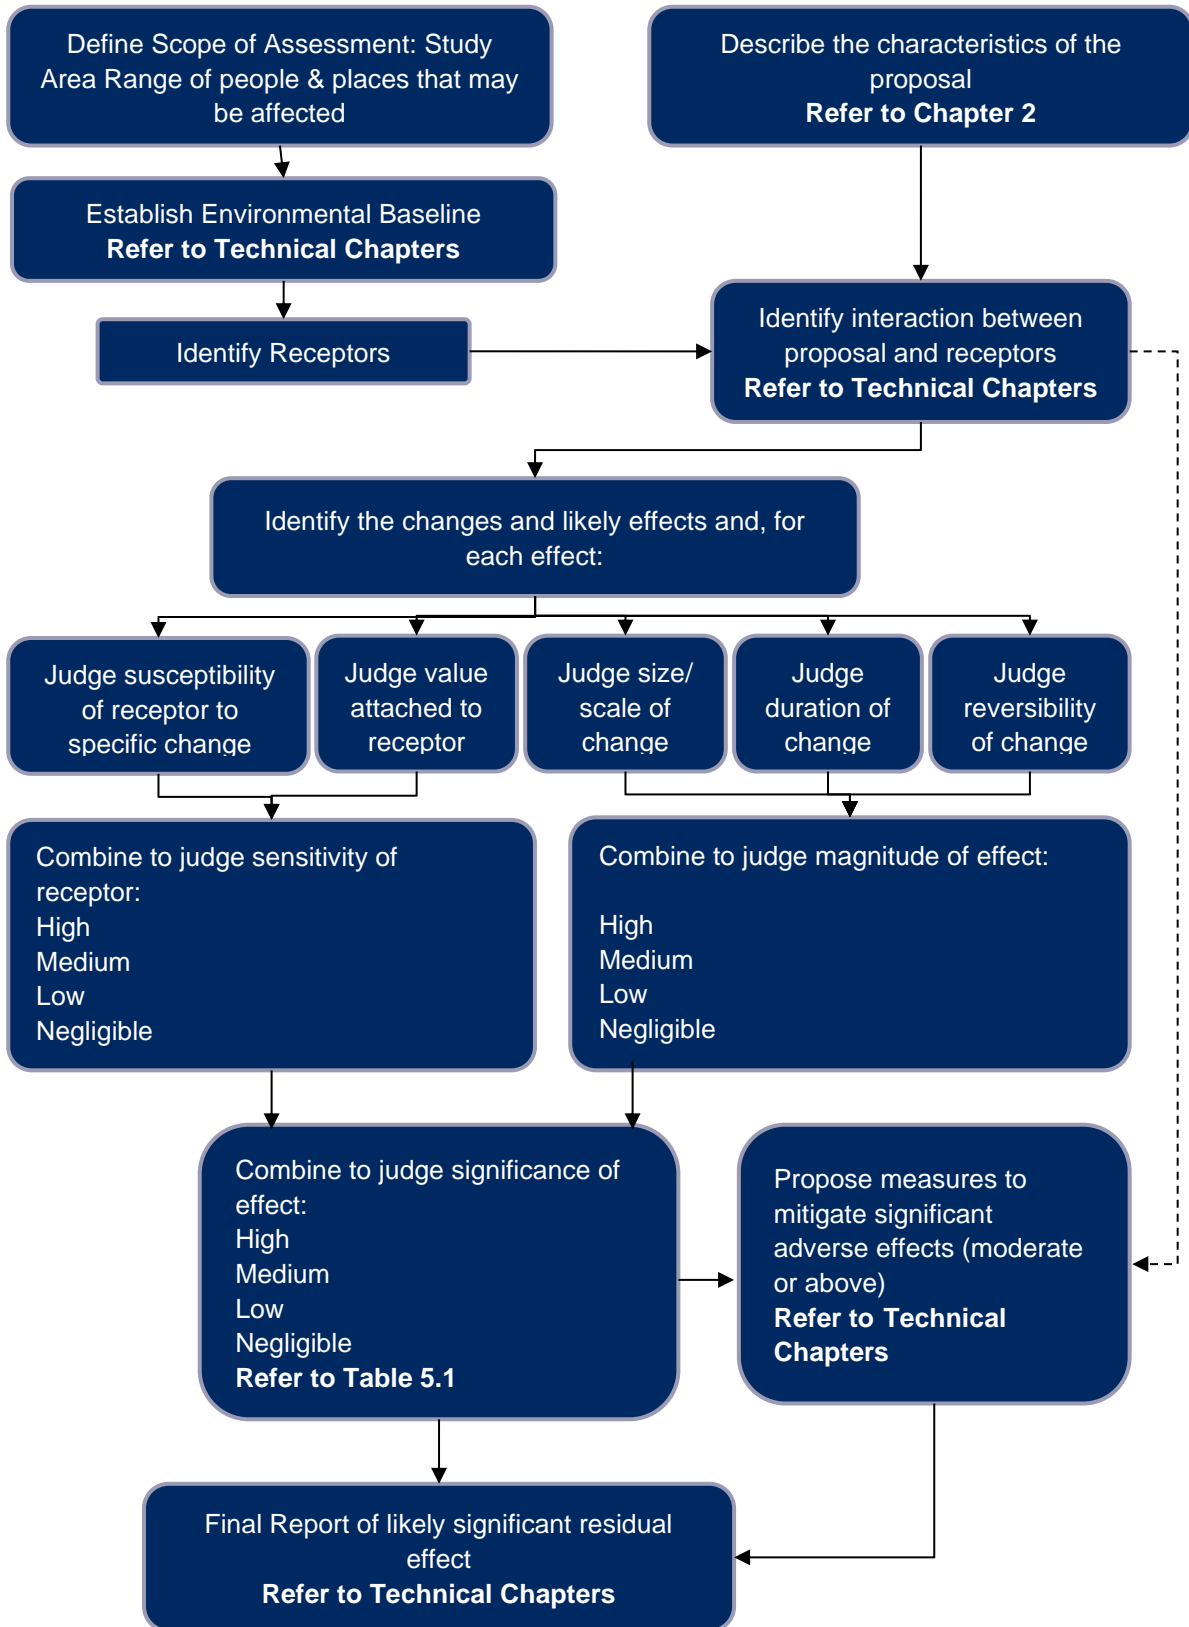 Define Scope of Assessment: Study
Area Range of people & places that may
be affected
Describe the characteristics of the
proposal
Refer to Chapter 2
Establish Environmental Baseline
Refer to Technical Chapters
Identify Receptors
Identify interaction between
proposal and receptors
Refer to Technical Chapters
Identify the changes and likely effects and, for
each effect:
Judge susceptibility
of receptor to
specific change
Judge value
attached to
receptor
Judge size/
scale of
change
Judge
duration of
change
Judge
reversibility
of change
Combine to judge sensitivity of
receptor:
High
Medium
Low
Negligible
Combine to judge magnitude of effect:
High
Medium
Low
Negligible
Combine to judge significance of
effect:
High
Medium
Low
Negligible
Refer to Table 5.1
Propose measures to
mitigate significant
adverse effects (moderate
or above)
Refer to Technical
Chapters
Final Report of likely significant residual
effect
Refer to Technical Chapters